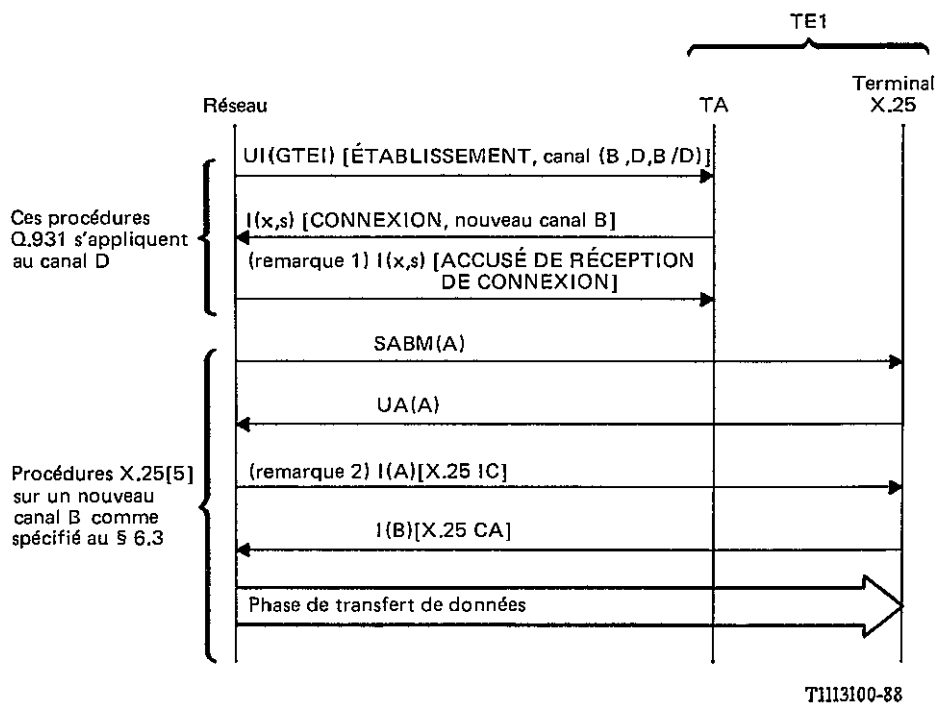 TE1
Terminal
Réseau TA X.25
UI(GTEI) [ÉTABLISSEMENT, canal (B,D,B/D)]
Ces procédures
Q.931 s'appliquent
au canal D
I(x,s) [CONNEXION, nouveau canal B]
(remarque 1) I(x,s) [ACCUSÉ DE RÉCEPTION
DE CONNEXION]
SABM(A)
UA(A)
Procédures X.25[5]
sur un nouveau
canal B comme
spécifié au § 6.3
(remarque 2) I(A)[X.25 IC]
I(B)[X.25 CA]
Phase de transfert de données
T1113100-88